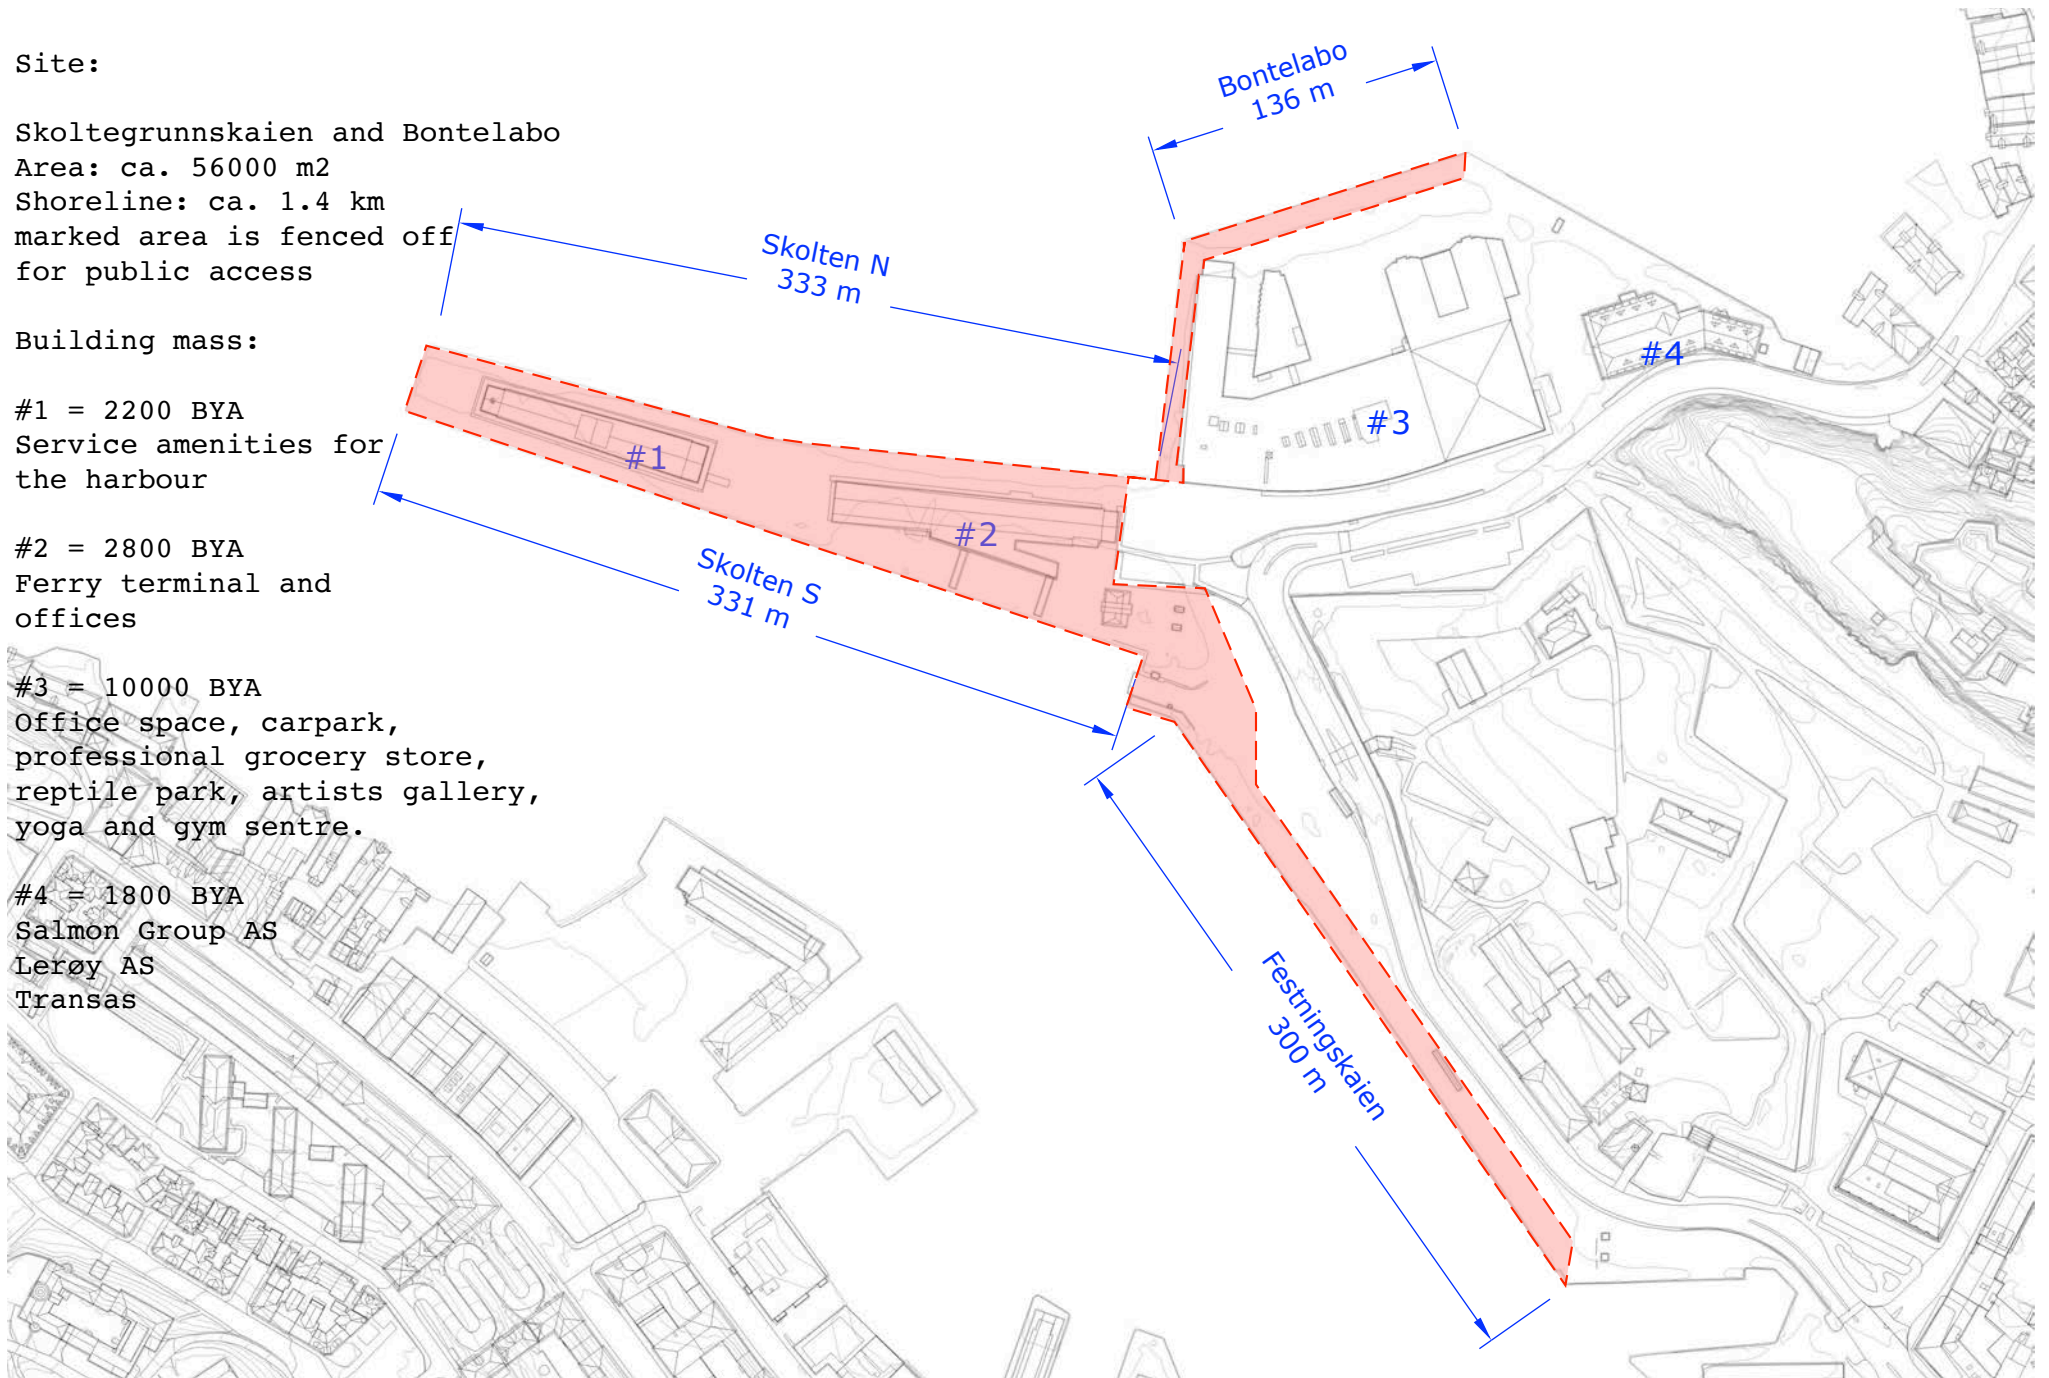 Site:
Skoltegrunnskaien and Bontelabo
Area: ca. 56000 m2
Shoreline: ca. 1.4 km
marked area is fenced off
for public access
Building mass:
#1 = 2200 BYA
Service amenities for
the harbour
#2 = 2800 BYA
Ferry terminal and
offices
#3 = 10000 BYA
Office space, carpark,
professional grocery store,
reptile park, artists gallery,
yoga and gym sentre.
#4 = 1800 BYA
Salmon Group AS
Lerøy AS
Transas
Bontelabo
136 m
Skolten N
333 m
#4
#3
#1
#2
Skolten S
331 m
Festningskaien
300 m